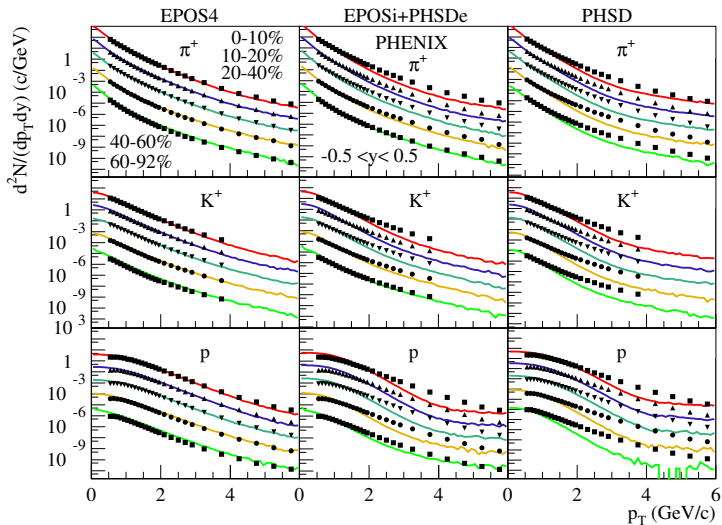 EPOS4 EPOSi+PHSDe PHSD
d²N/(dp_Tdy) (c/GeV)
π⁺ 0-10% PHENIX π⁺
10-20% π⁺
20-40%
1
10⁻³
10⁻⁶
10⁻⁹
40-60% -0.5 <y< 0.5
60-92%
K⁺ K⁺ K⁺
1
10⁻³
10⁻⁶
10⁻⁹
10
10³
p p p
1
10⁻³
10⁻⁶
10⁻⁹
10
0 2 4 0 2 4 0 2 4 6
p_T (GeV/c)